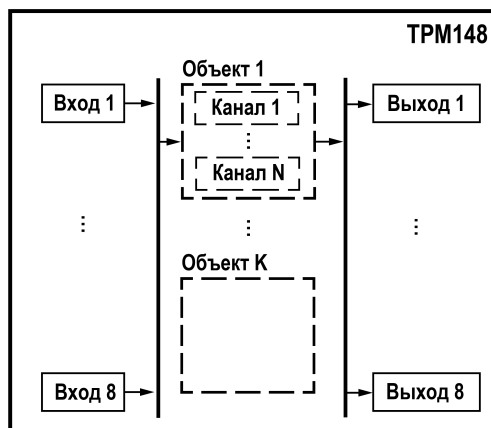 ТРМ148
Объект 1
Вход 1
Канал 1
Выход 1
Канал N
Объект K
Вход 8
Выход 8